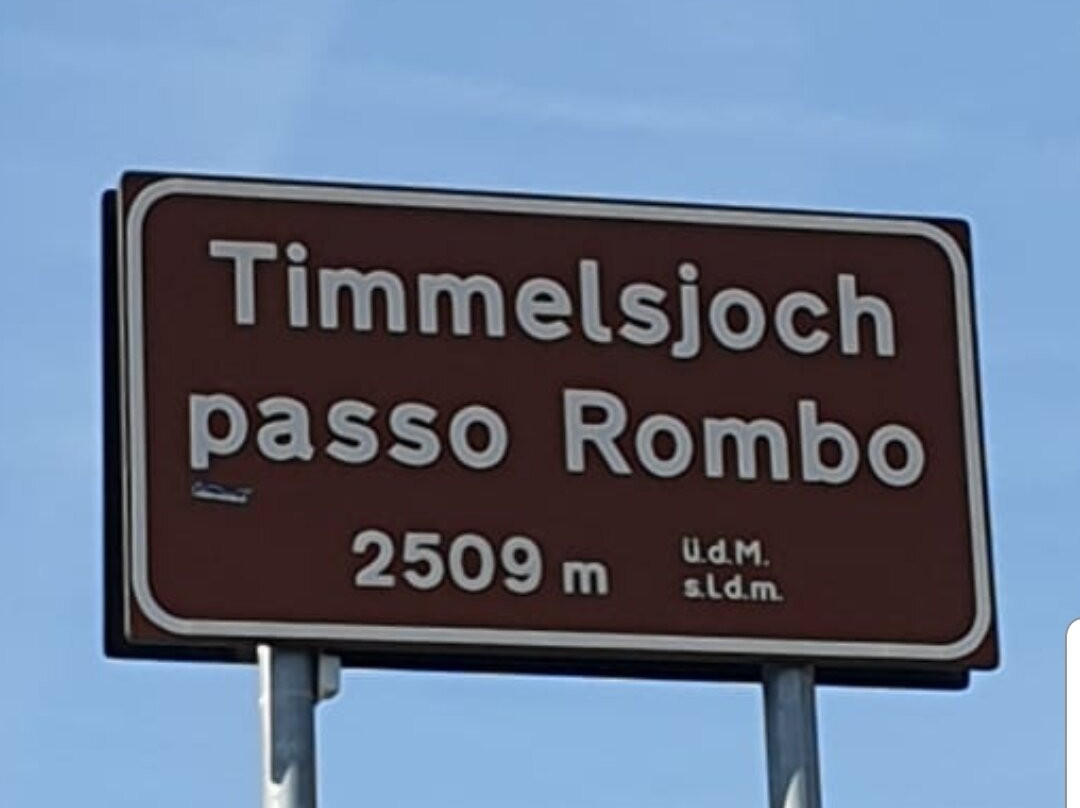 Timmelsjoch
passo Rombo
2509 m
ü.d.M.
s.l.d.m.